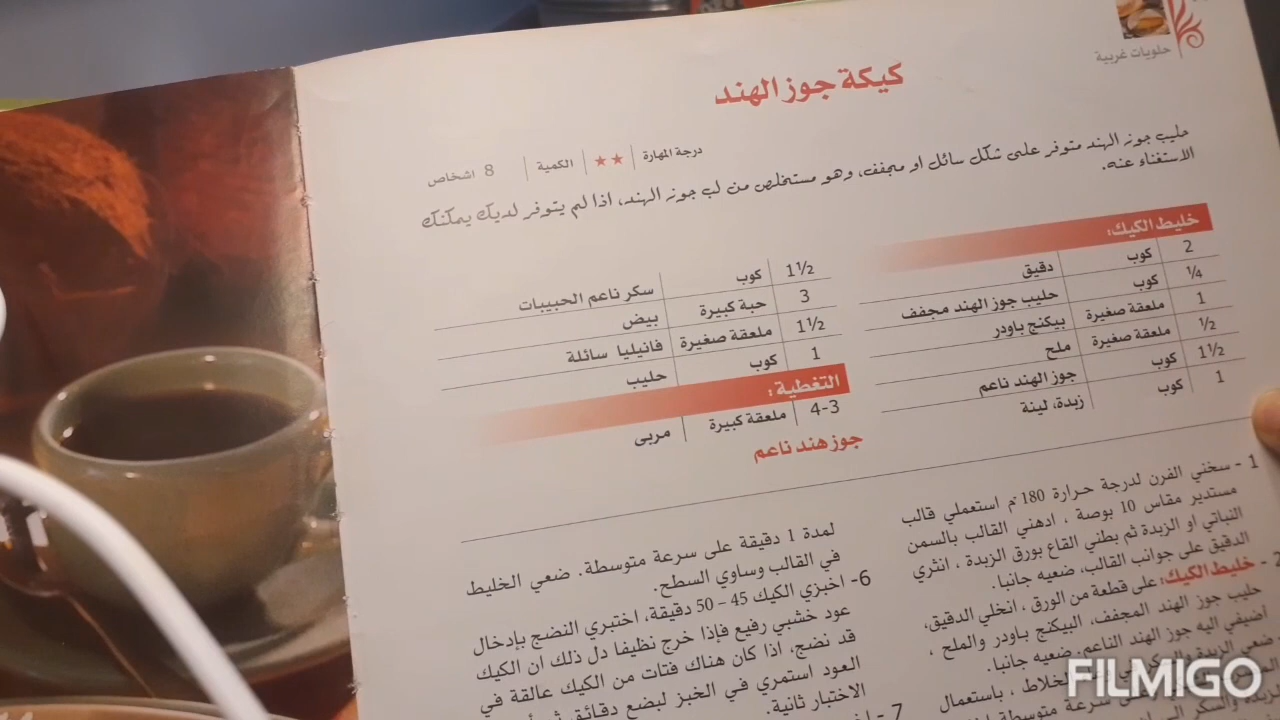 حلويات غربية
كيكة جوز الهند
درجة المهارة ★★ الكمية 8 اشخاص
حليب جوز الهند متوفر على شكل سائل او مجفف، وهو مستخلص من لب جوز الهند، اذا لم يتوفر لديك يمكنك
الاستغناء عنه.
خليط الكيك:
2 كوب دقيق
¼ كوب حليب جوز الهند مجفف
1 ملعقة صغيرة بيكنج باودر
½ ملعقة صغيرة ملح
1½ كوب جوز الهند ناعم
1 كوب زبدة، لينة
1½ كوب سكر ناعم الحبيبات
3 حبة كبيرة بيض
1½ ملعقة صغيرة فانيليا سائلة
1 كوب حليب
التغطية:
4-3 ملعقة كبيرة مربى
جوز هند ناعم
1 - سخني الفرن لدرجة حرارة 180 م° استعملي قالب
مستدير مقاس 10 بوصة ، ادهني القالب بالسمن
النباتي او الزبدة ثم بطني القاع بورق الزبدة ، انثري
الدقيق على جوانب القالب، ضعيه جانبا.
2 - خليط الكيك: على قطعة من الورق ، انخلي الدقيق،
حليب جوز الهند المجفف، البيكنج باودر والملح ،
اضيفي اليه جوز الهند الناعم. ضعيه جانبا.
ضعي الزبدة
الخلاط ، باستعمال
على سرعة متوسطة
والسكر
لمدة 1 دقيقة على سرعة متوسطة. ضعي الخليط
في القالب وساوي السطح.
6- اخبزي الكيك 45 – 50 دقيقة، اختبري النضج بإدخال
عود خشبي رفيع فإذا خرج نظيفا دل ذلك ان الكيك
قد نضج، اذا كان هناك فتات من الكيك عالقة في
العود استمري في الخبز لبضع دقائق
الاختبار ثانية.
7 -
FILMIGO